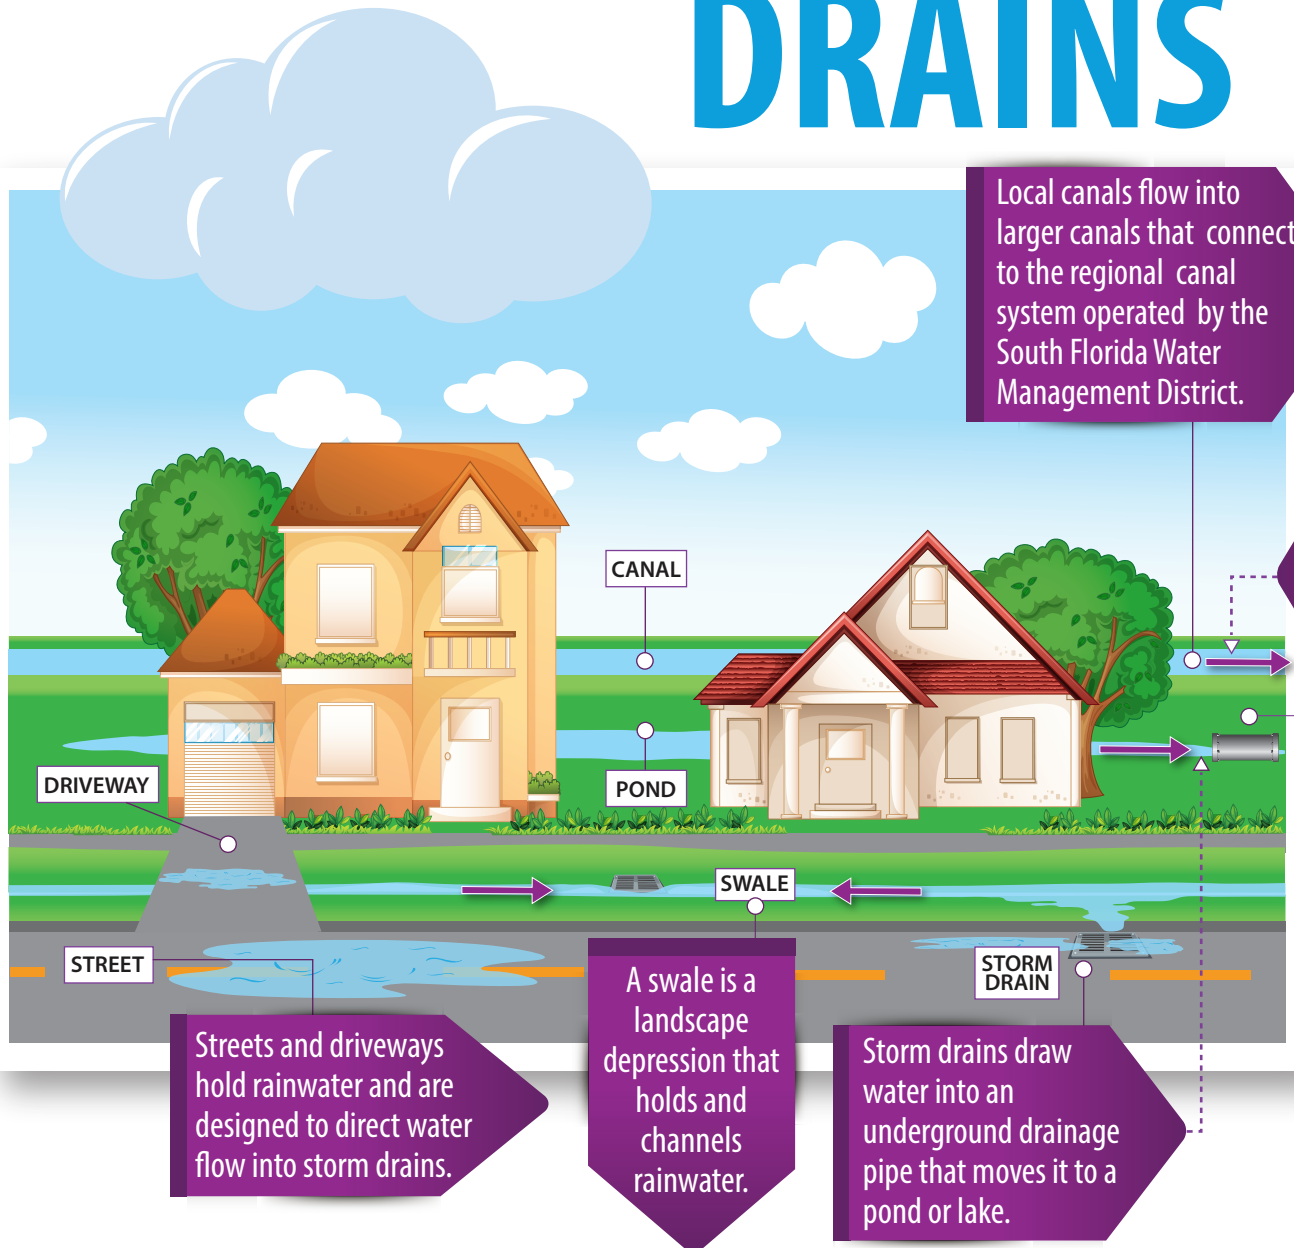 DRAINS
Local canals flow into
larger canals that connect
to the regional canal
system operated by the
South Florida Water
Management District.
CANAL
DRIVEWAY
POND
SWALE
STREET
STORM
DRAIN
Streets and driveways
hold rainwater and are
designed to direct water
flow into storm drains.
A swale is a
landscape
depression that
holds and
channels
rainwater.
Storm drains draw
water into an
underground drainage
pipe that moves it to a
pond or lake.